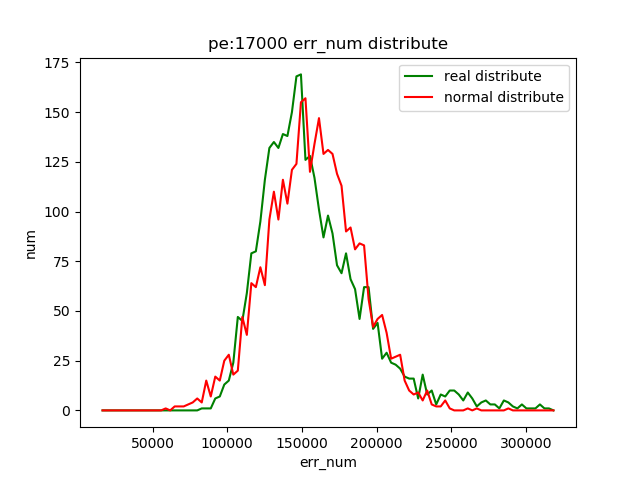 pe:17000 err_num distribute
real distribute
normal distribute
175
150
125
100
75
50
25
0
num
50000 100000 150000 200000 250000 300000
err_num